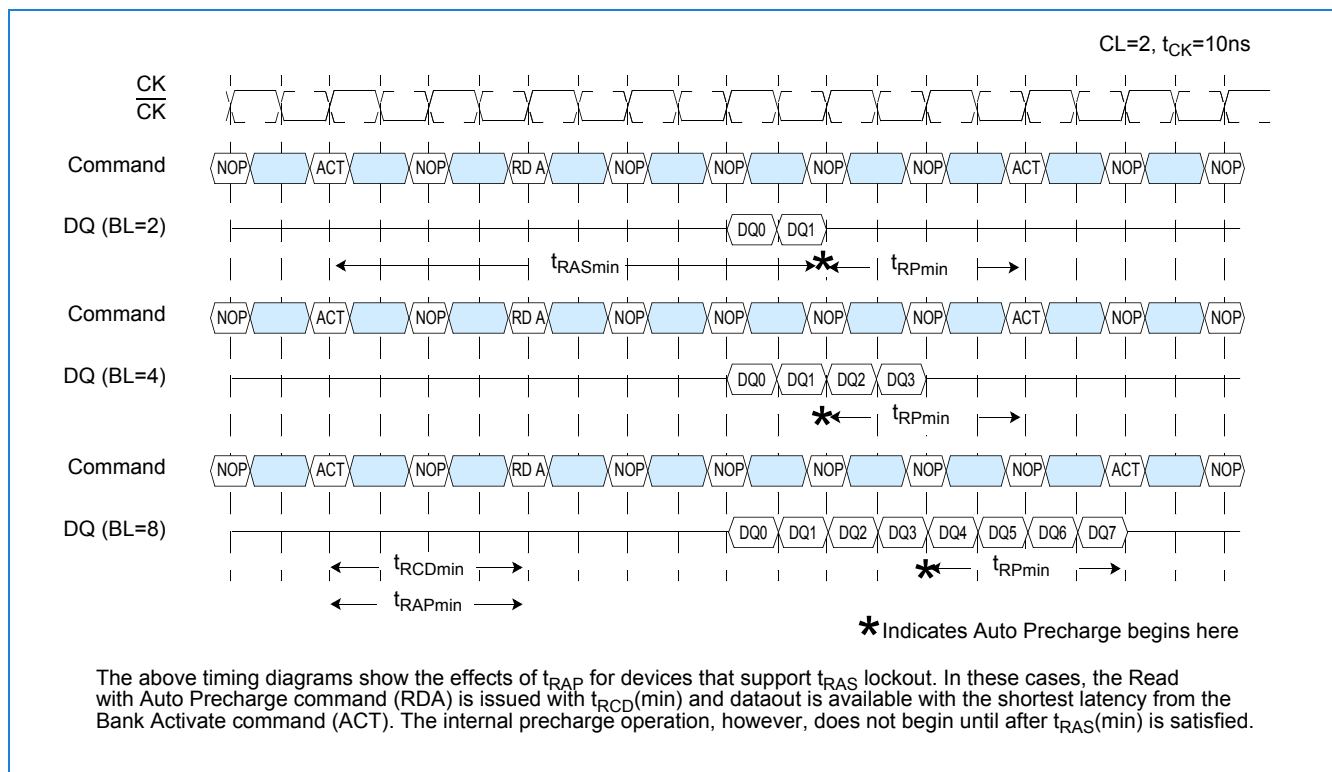 CL=2, tCK=10ns
CK
CK
Command NOP ACT NOP RD A NOP NOP NOP NOP ACT NOP NOP
DQ (BL=2) DQ0 DQ1
tRASmin * tRPmin
Command NOP ACT NOP RD A NOP NOP NOP NOP ACT NOP NOP
DQ (BL=4) DQ0 DQ1 DQ2 DQ3
* tRPmin
Command NOP ACT NOP RD A NOP NOP NOP NOP NOP ACT NOP
DQ (BL=8) DQ0 DQ1 DQ2 DQ3 DQ4 DQ5 DQ6 DQ7
tRCDmin * tRPmin
tRAPmin
* Indicates Auto Precharge begins here
The above timing diagrams show the effects of tRAP for devices that support tRAS lockout. In these cases, the Read
with Auto Precharge command (RDA) is issued with tRCD(min) and dataout is available with the shortest latency from the
Bank Activate command (ACT). The internal precharge operation, however, does not begin until after tRAS(min) is satisfied.